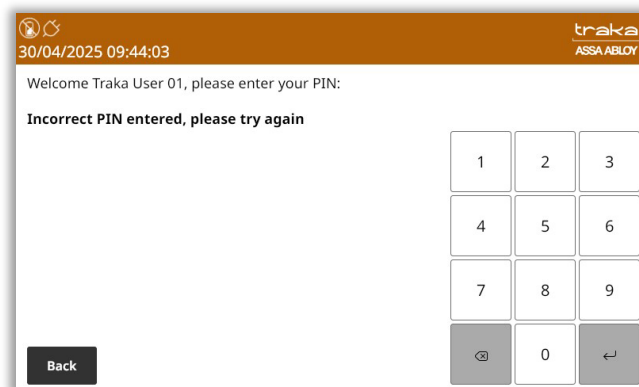 traka
30/04/2025 09:44:03
ASSA ABLOY
Welcome Traka User 01, please enter your PIN:
Incorrect PIN entered, please try again
1 2 3
4 5 6
7 8 9
0
Back